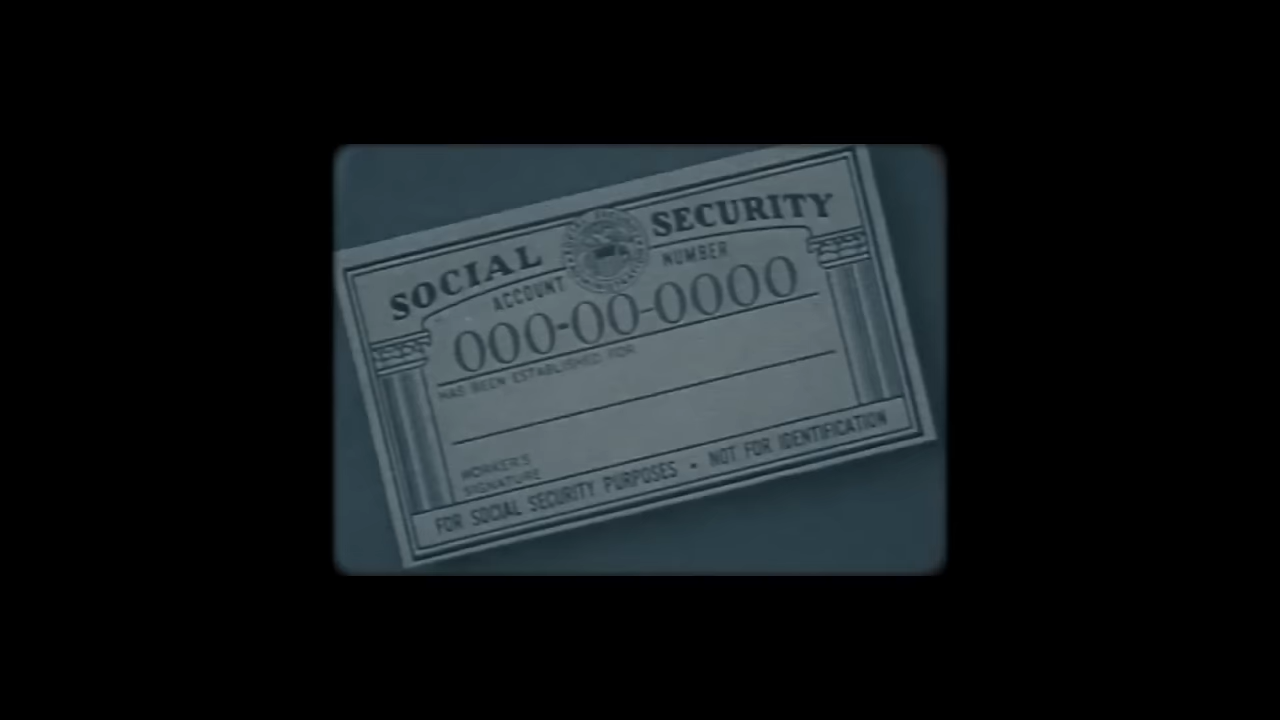 SOCIAL SECURITY
ACCOUNT NUMBER
000-00-0000
HAS BEEN ESTABLISHED FOR
WORKER'S
SIGNATURE
FOR SOCIAL SECURITY PURPOSES • NOT FOR IDENTIFICATION